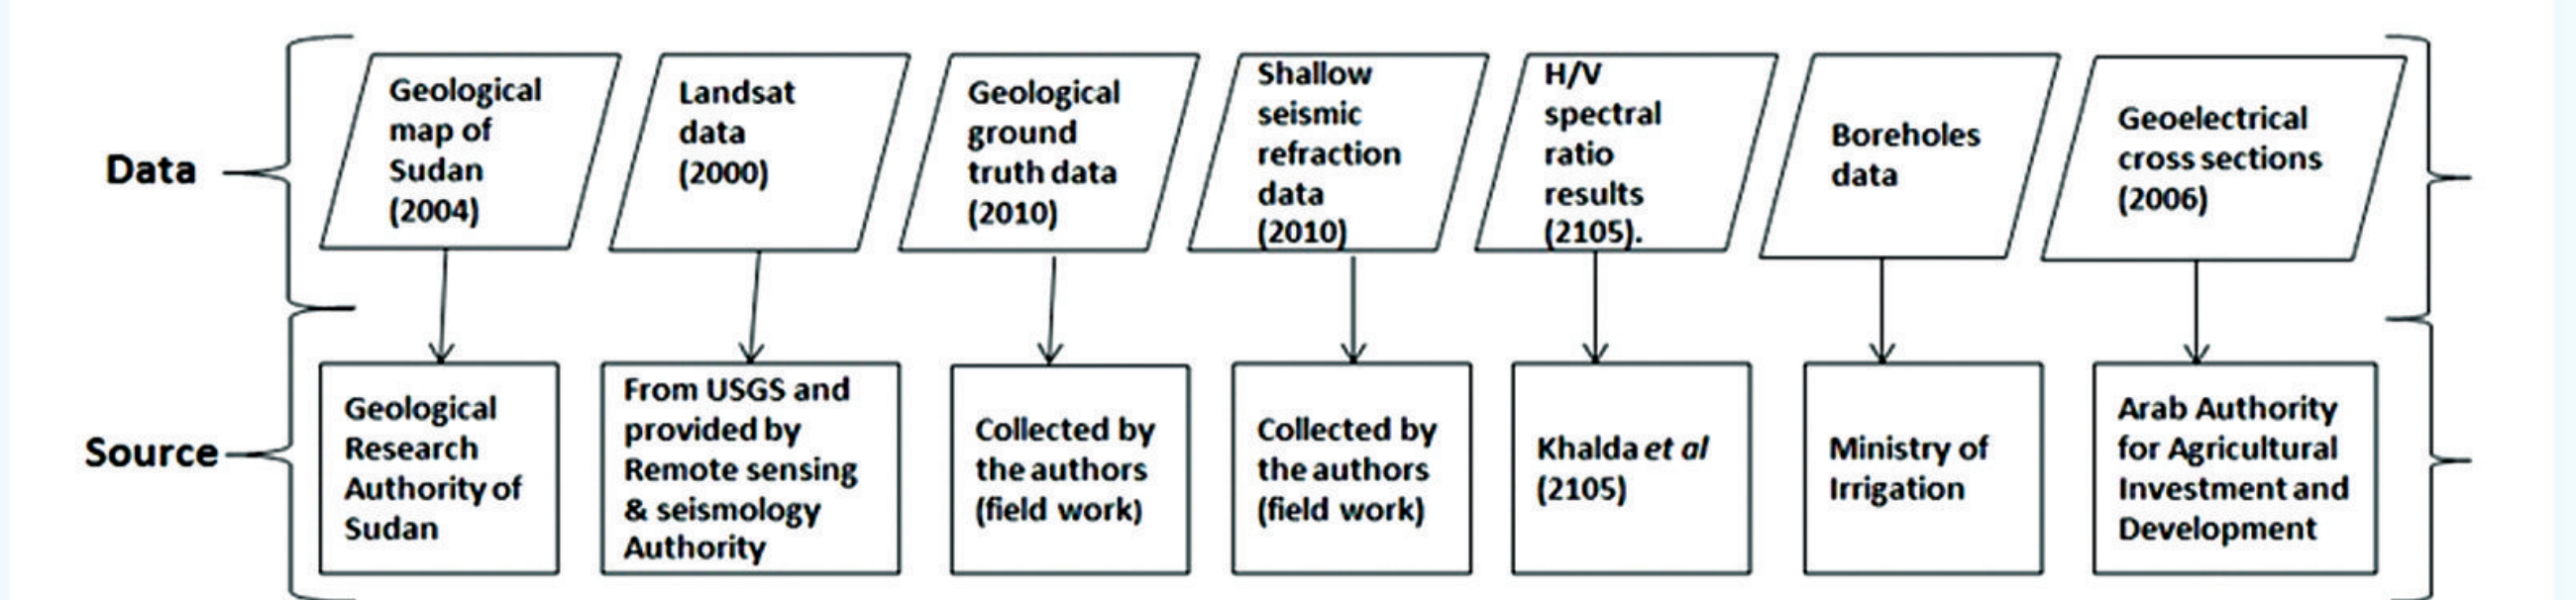 Data
Geological
map of
Sudan
(2004)
Landsat
data
(2000)
Geological
ground
truth data
(2010)
Shallow
seismic
refraction
data
(2010)
H/V
spectral
ratio
results
(2105).
Boreholes
data
Geoelectrical
cross sections
(2006)
Source
Geological
Research
Authority of
Sudan
From USGS and
provided by
Remote sensing
& seismology
Authority
Collected by
the authors
(field work)
Collected by
the authors
(field work)
Khalda et al
(2105)
Ministry of
Irrigation
Arab Authority
for Agricultural
Investment and
Development